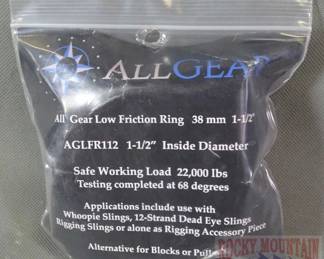 ALLGEAR
All Gear Low Friction Ring 38 mm 1-1/2"
AGLFR112 1-1/2" Inside Diameter
Safe Working Load 22,000 lbs
Testing completed at 68 degrees
Applications include use with
Whoopie Slings, 12-Strand Dead Eye Slings
Rigging Slings or alone as Rigging Accessory Piece
Alternative for Blocks or
ROCKY MOUNTAIN